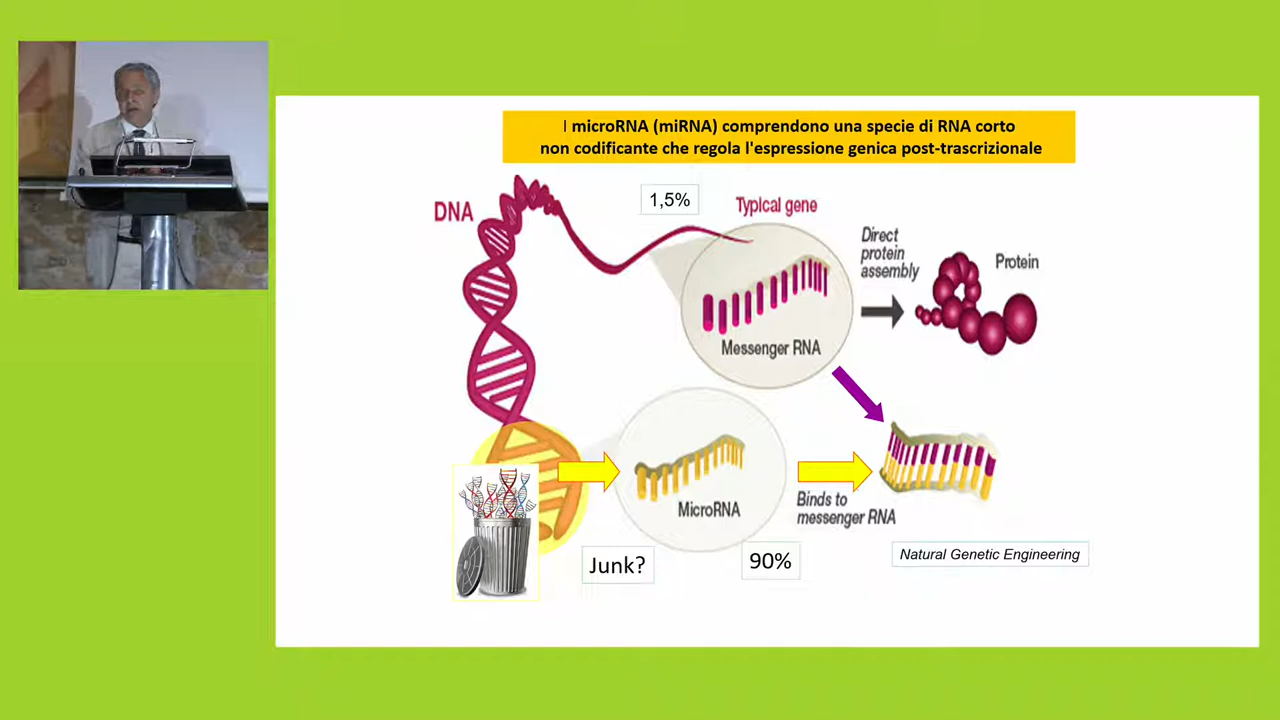 I microRNA (miRNA) comprendono una specie di RNA corto
non codificante che regola l'espressione genica post-trascrizionale
DNA
1,5%
Typical gene
Direct
protein
assembly
Protein
Messenger RNA
MicroRNA
Binds to
messenger RNA
Junk?
90%
Natural Genetic Engineering